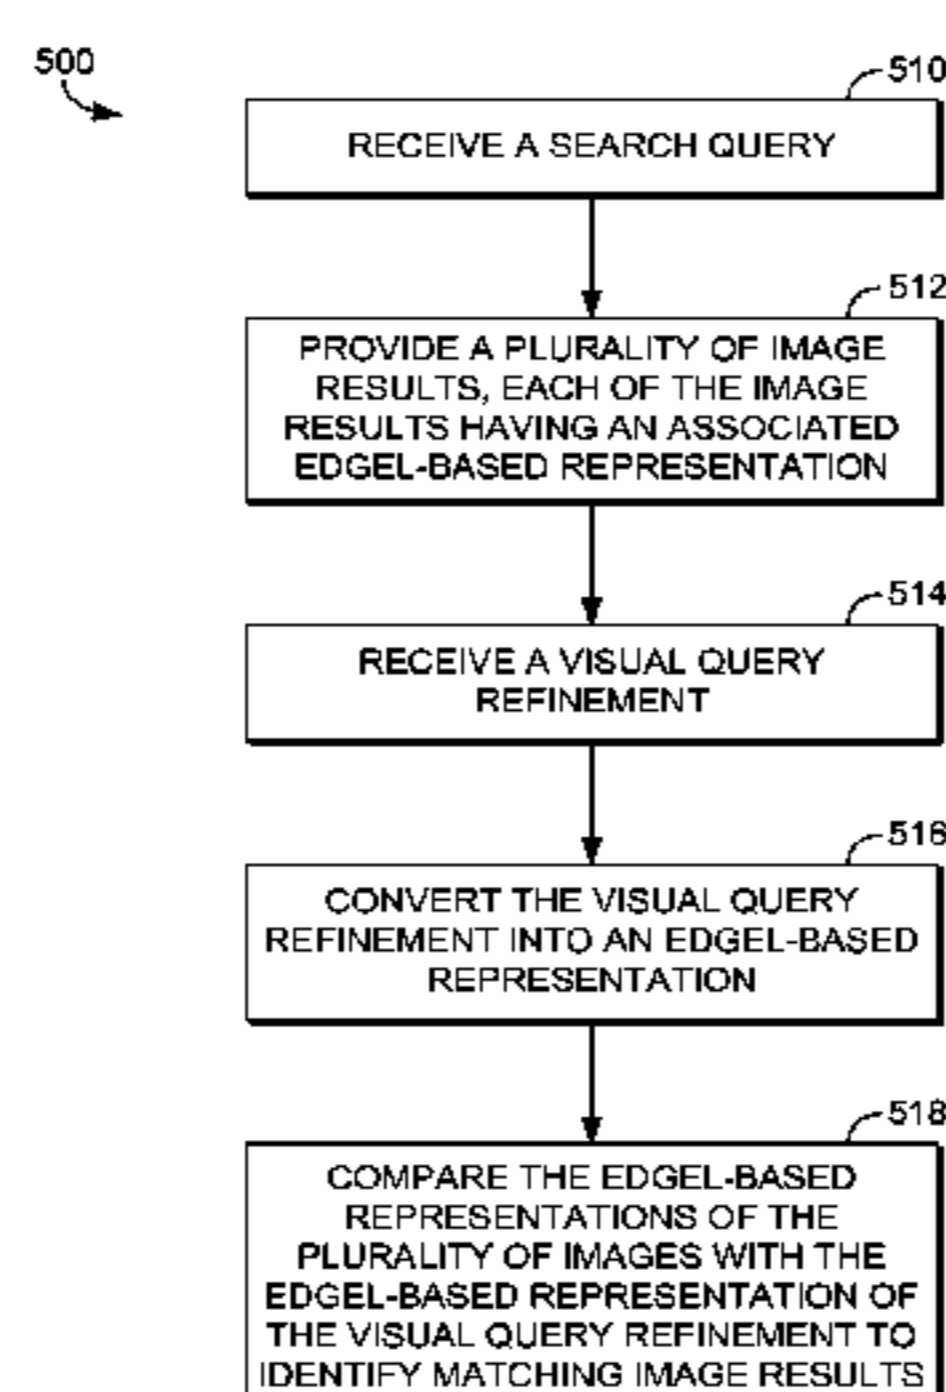 500
510
RECEIVE A SEARCH QUERY
512
PROVIDE A PLURALITY OF IMAGE
RESULTS, EACH OF THE IMAGE
RESULTS HAVING AN ASSOCIATED
EDGEL-BASED REPRESENTATION
514
RECEIVE A VISUAL QUERY
REFINEMENT
516
CONVERT THE VISUAL QUERY
REFINEMENT INTO AN EDGEL-BASED
REPRESENTATION
518
COMPARE THE EDGEL-BASED
REPRESENTATIONS OF THE
PLURALITY OF IMAGES WITH THE
EDGEL-BASED REPRESENTATION OF
THE VISUAL QUERY REFINEMENT TO
IDENTIFY MATCHING IMAGE RESULTS